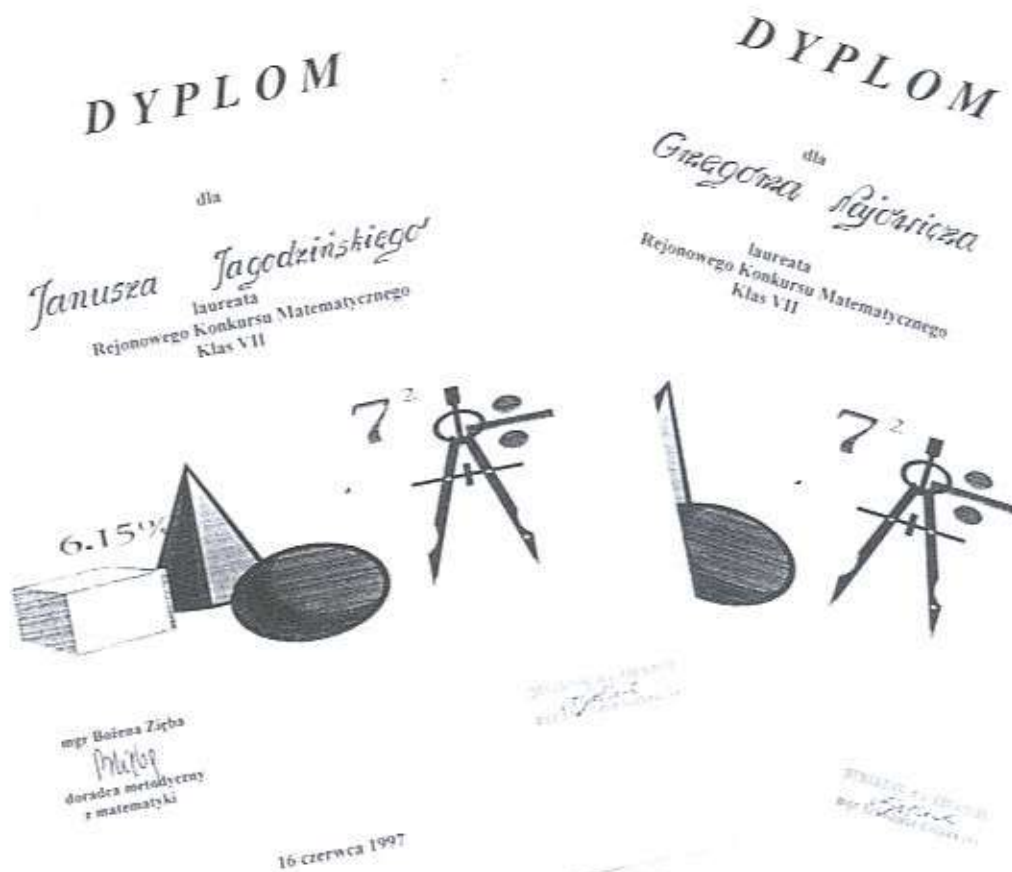 DYPLOM
dla
Janusza Jagodzińskiego
laureata
Rejonowego Konkursu Matematycznego
Klas VII
7²
6.15%
mgr Bożena Zięba
doradca metodyczny
z matematyki
16 czerwca 1997
DYPLOM
dla
Grzegorza
laureata
Rejonowego Konkursu Matematycznego
Klas VII
7²